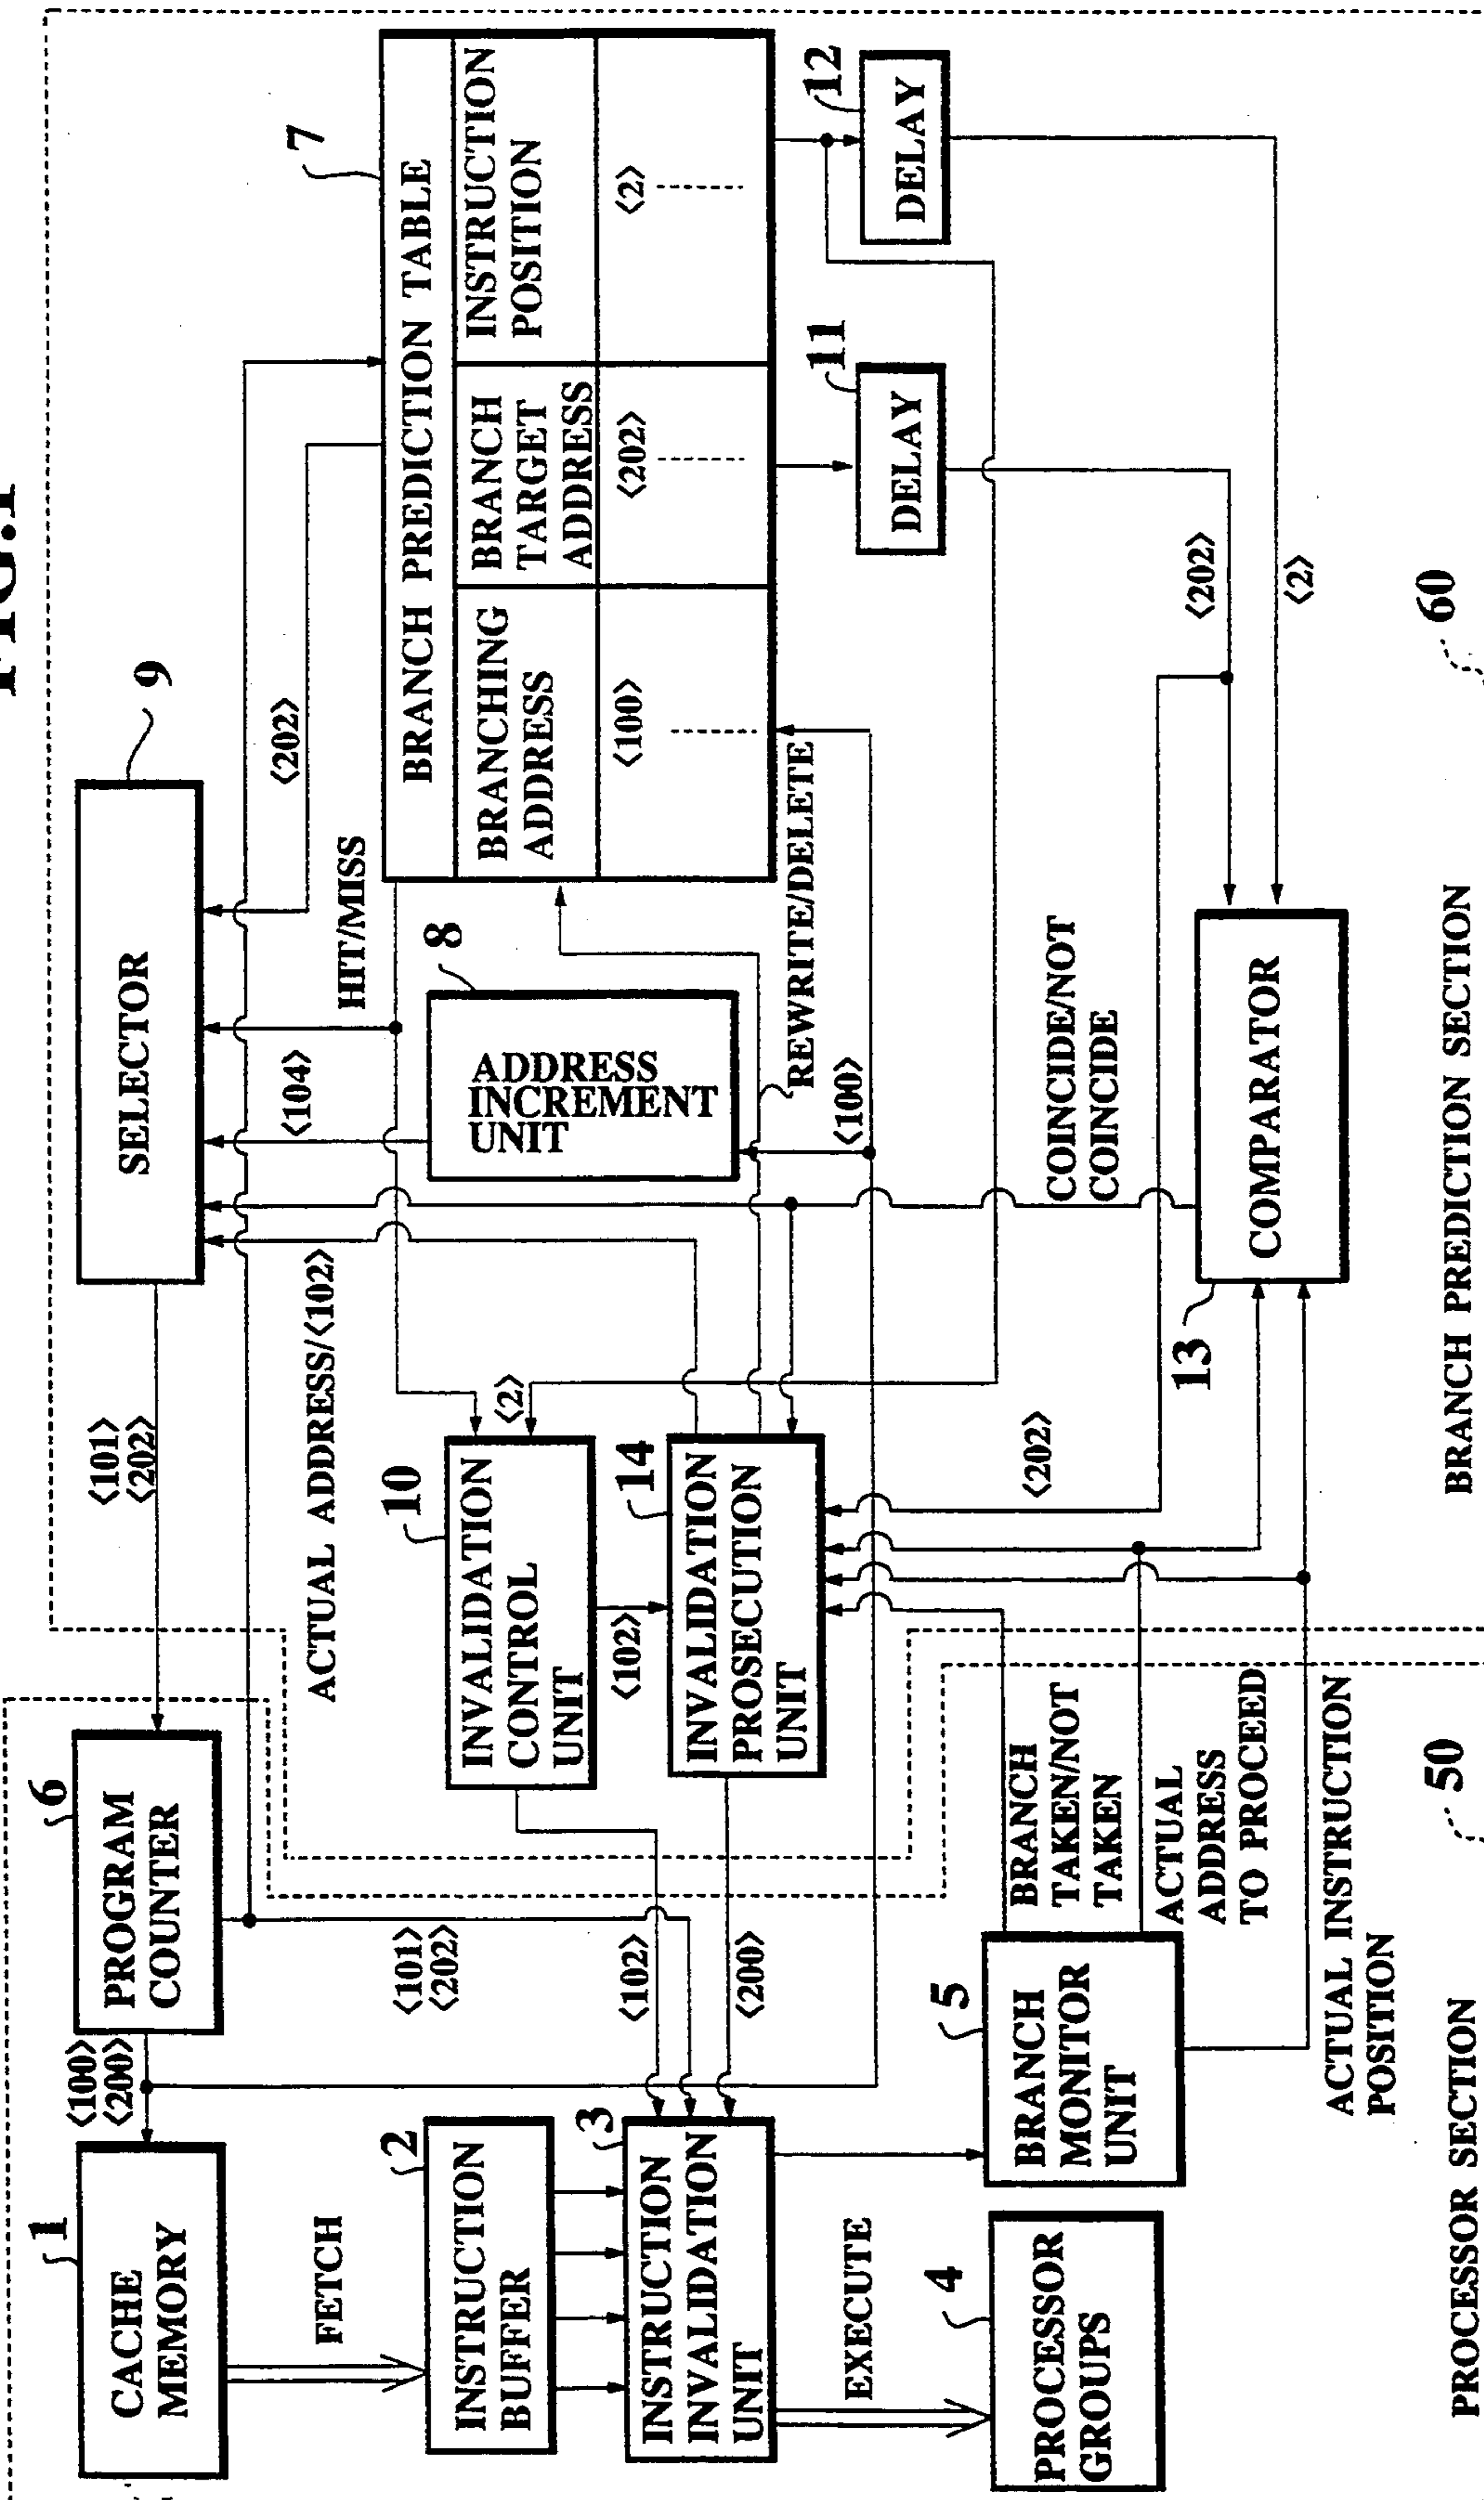 FIG.1
1
CACHE
MEMORY
<100>
<200>
6
PROGRAM
COUNTER
<101>
<202>
9
SELECTOR
FETCH
2
INSTRUCTION
BUFFER
3
INSTRUCTION
INVALIDATION
UNIT
EXECUTE
4
PROCESSOR
GROUPS
5
BRANCH
MONITOR
UNIT
<101>
<202>
<102>
<200>
ACTUAL ADDRESS/<102>
10
INVALIDATION
CONTROL
UNIT
<2>
<102>
14
INVALIDATION
PROSECUTION
UNIT
BRANCH
TAKEN/NOT
TAKEN
ACTUAL
ADDRESS
TO PROCEED
ACTUAL INSTRUCTION
POSITION
<104>
HIT/MISS
<202>
8
ADDRESS
INCREMENT
UNIT
REWRITE/DELETE
<100>
7
BRANCH PREDICTION TABLE
BRANCHING
ADDRESS
BRANCH
TARGET
ADDRESS
INSTRUCTION
POSITION
<100>
<202>
<2>
11
DELAY
12
DELAY
COINCIDE/NOT
COINCIDE
<202>
13
COMPARATOR
<202>
<2>
PROCESSOR SECTION
50
BRANCH PREDICTION SECTION
60